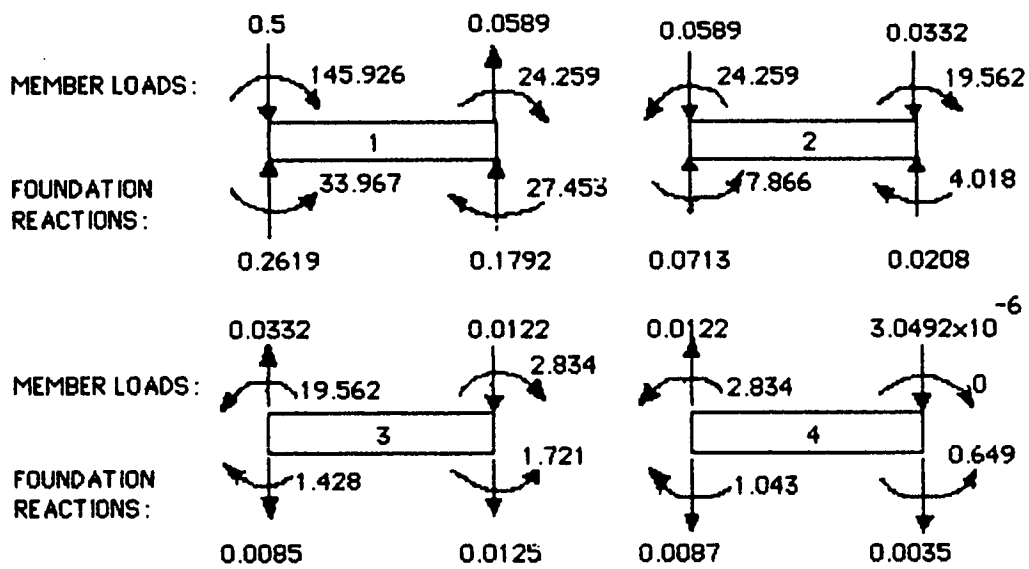 0.5 0.0589 0.0589 0.0332
MEMBER LOADS: 145.926 24.259 24.259 19.562
1 2
FOUNDATION 33.967 27.453 7.866 4.018
REACTIONS:
0.2619 0.1792 0.0713 0.0208
0.0332 0.0122 0.0122 3.0492x10 -6
MEMBER LOADS: 19.562 2.834 2.834 0
3 4
FOUNDATION 1.428 1.721 1.043 0.649
REACTIONS:
0.0085 0.0125 0.0087 0.0035